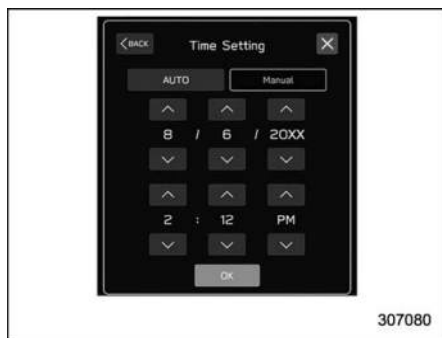 BACK Time Setting X
AUTO Manual
8 / 6 / 20XX
2 : 12 PM
OK
307080